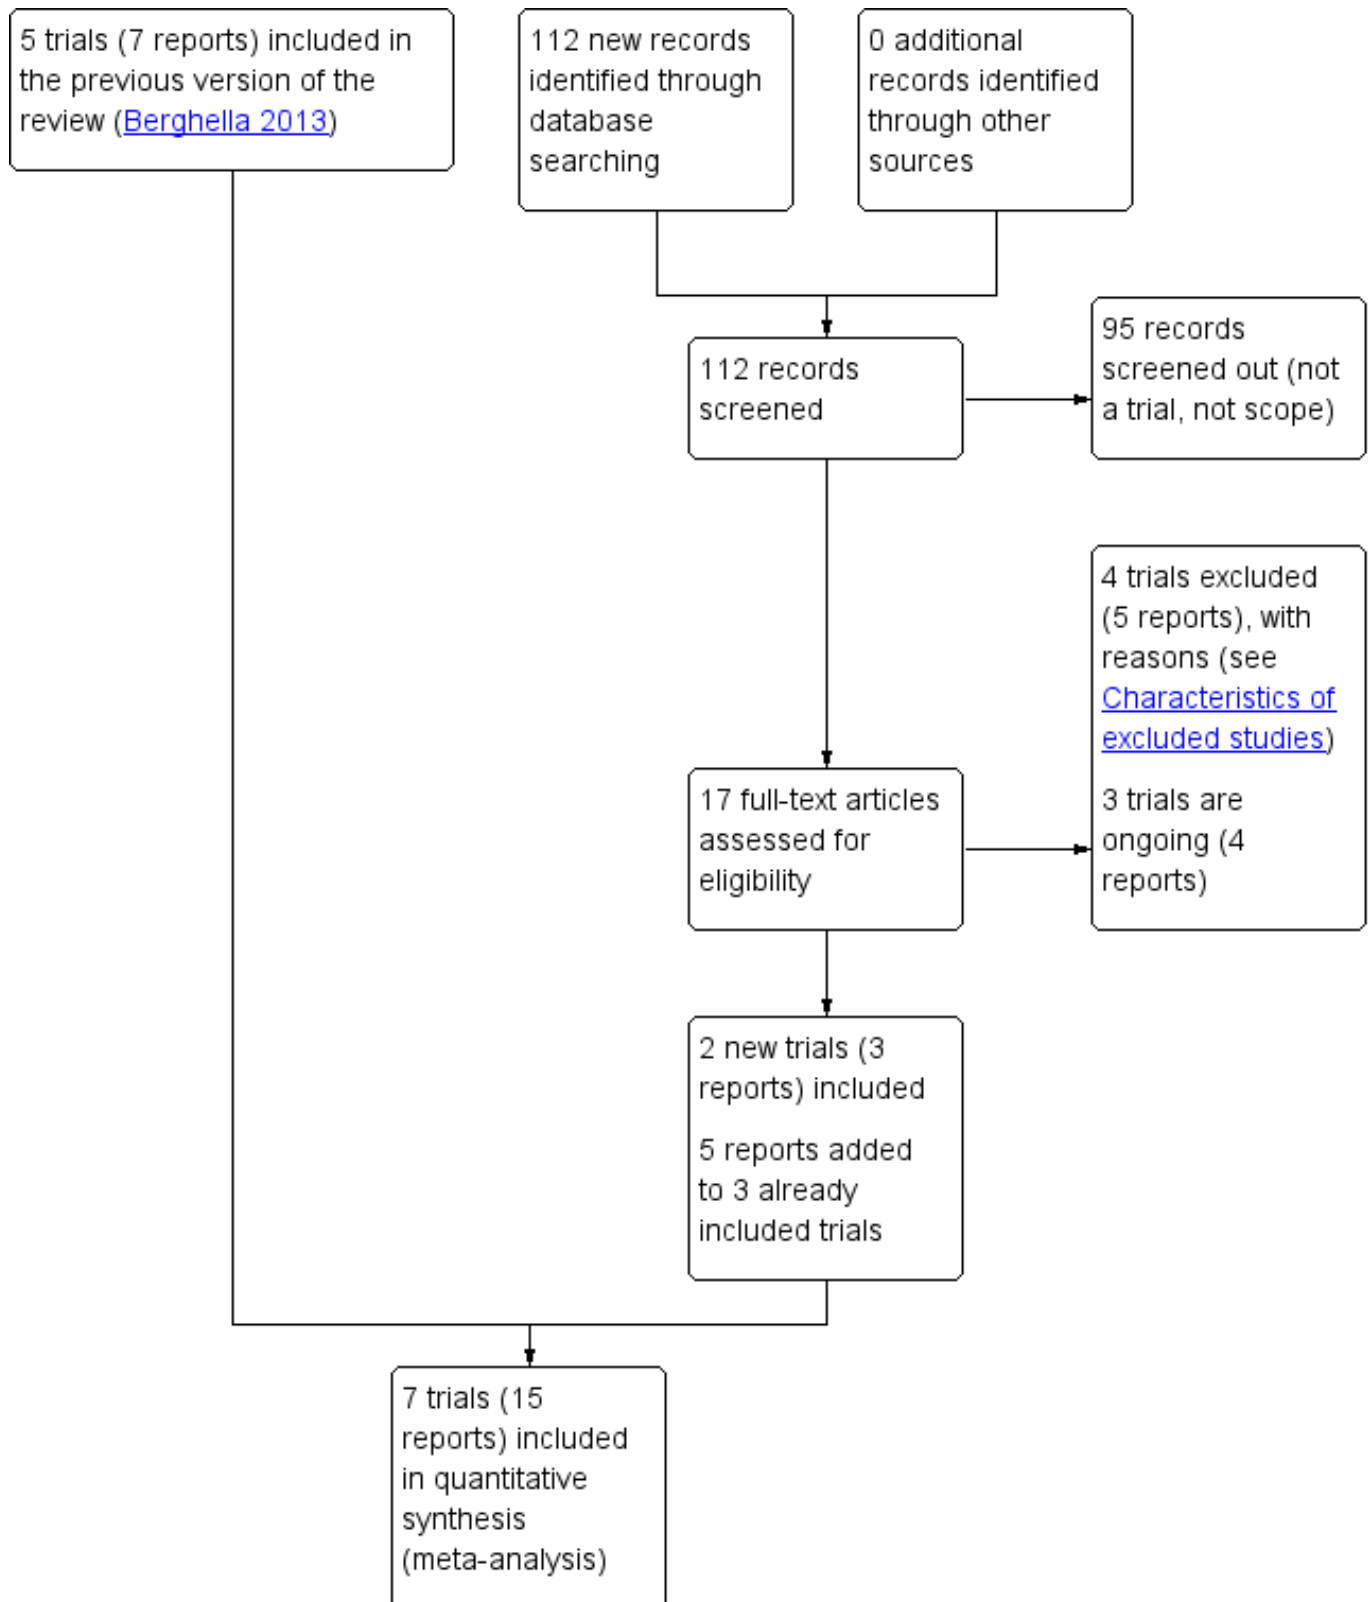 5 trials (7 reports) included in
the previous version of the
review (Berghella 2013)
112 new records
identified through
database
searching
0 additional
records identified
through other
sources
112 records
screened
95 records
screened out (not
a trial, not scope)
17 full-text articles
assessed for
eligibility
4 trials excluded
(5 reports), with
reasons (see
Characteristics of
excluded studies)
3 trials are
ongoing (4
reports)
2 new trials (3
reports) included
5 reports added
to 3 already
included trials
7 trials (15
reports) included
in quantitative
synthesis
(meta-analysis)